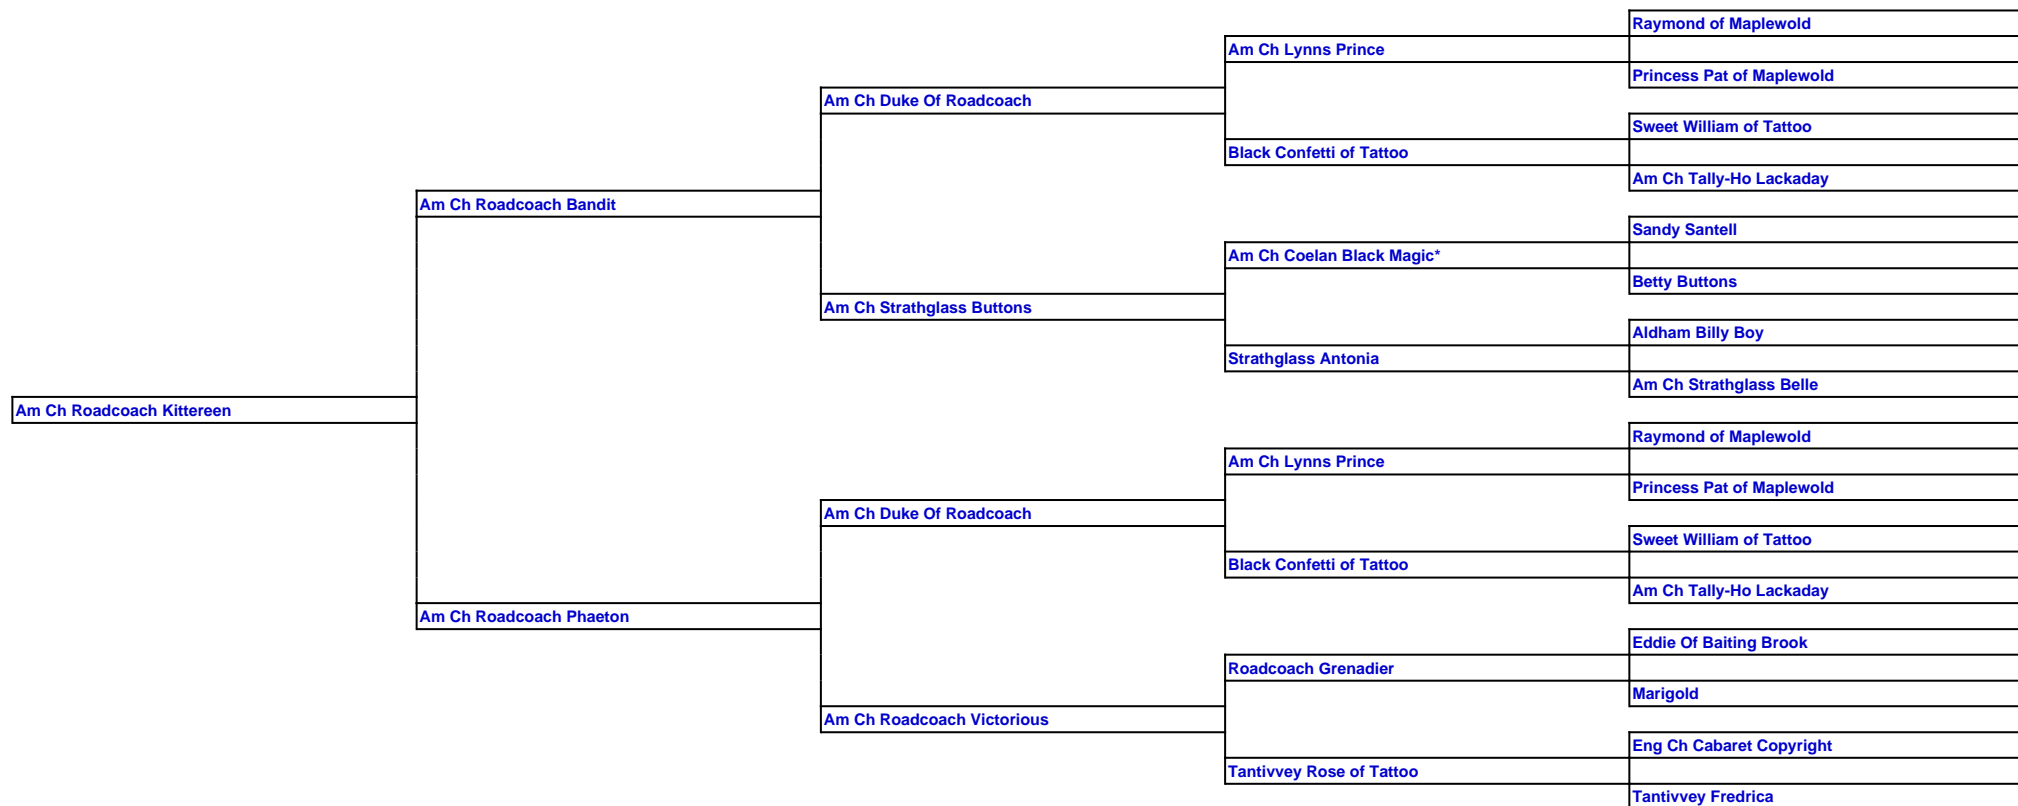 Raymond of Maplewold
Am Ch Lynns Prince
Princess Pat of Maplewold
Am Ch Duke Of Roadcoach
Sweet William of Tattoo
Black Confetti of Tattoo
Am Ch Tally-Ho Lackaday
Am Ch Roadcoach Bandit
Sandy Santell
Am Ch Coelan Black Magic*
Betty Buttons
Am Ch Strathglass Buttons
Aldham Billy Boy
Strathglass Antonia
Am Ch Strathglass Belle
Am Ch Roadcoach Kittereen
Raymond of Maplewold
Am Ch Lynns Prince
Princess Pat of Maplewold
Am Ch Duke Of Roadcoach
Sweet William of Tattoo
Black Confetti of Tattoo
Am Ch Tally-Ho Lackaday
Am Ch Roadcoach Phaeton
Eddie Of Baiting Brook
Roadcoach Grenadier
Marigold
Am Ch Roadcoach Victorious
Eng Ch Cabaret Copyright
Tantivvey Rose of Tattoo
Tantivvey Fredrica